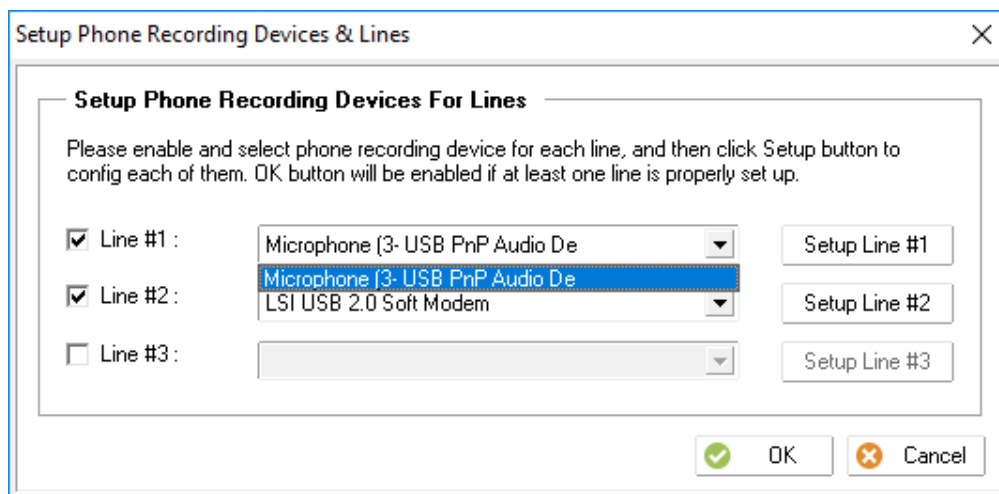 Setup Phone Recording Devices & Lines
Setup Phone Recording Devices For Lines
Please enable and select phone recording device for each line, and then click Setup button to
config each of them. OK button will be enabled if at least one line is properly set up.
Line #1 :
Microphone (3- USB PnP Audio De
Setup Line #1
Microphone (3- USB PnP Audio De
Line #2 :
LSI USB 2.0 Soft Modem
Setup Line #2
Line #3 :
Setup Line #3
OK
Cancel